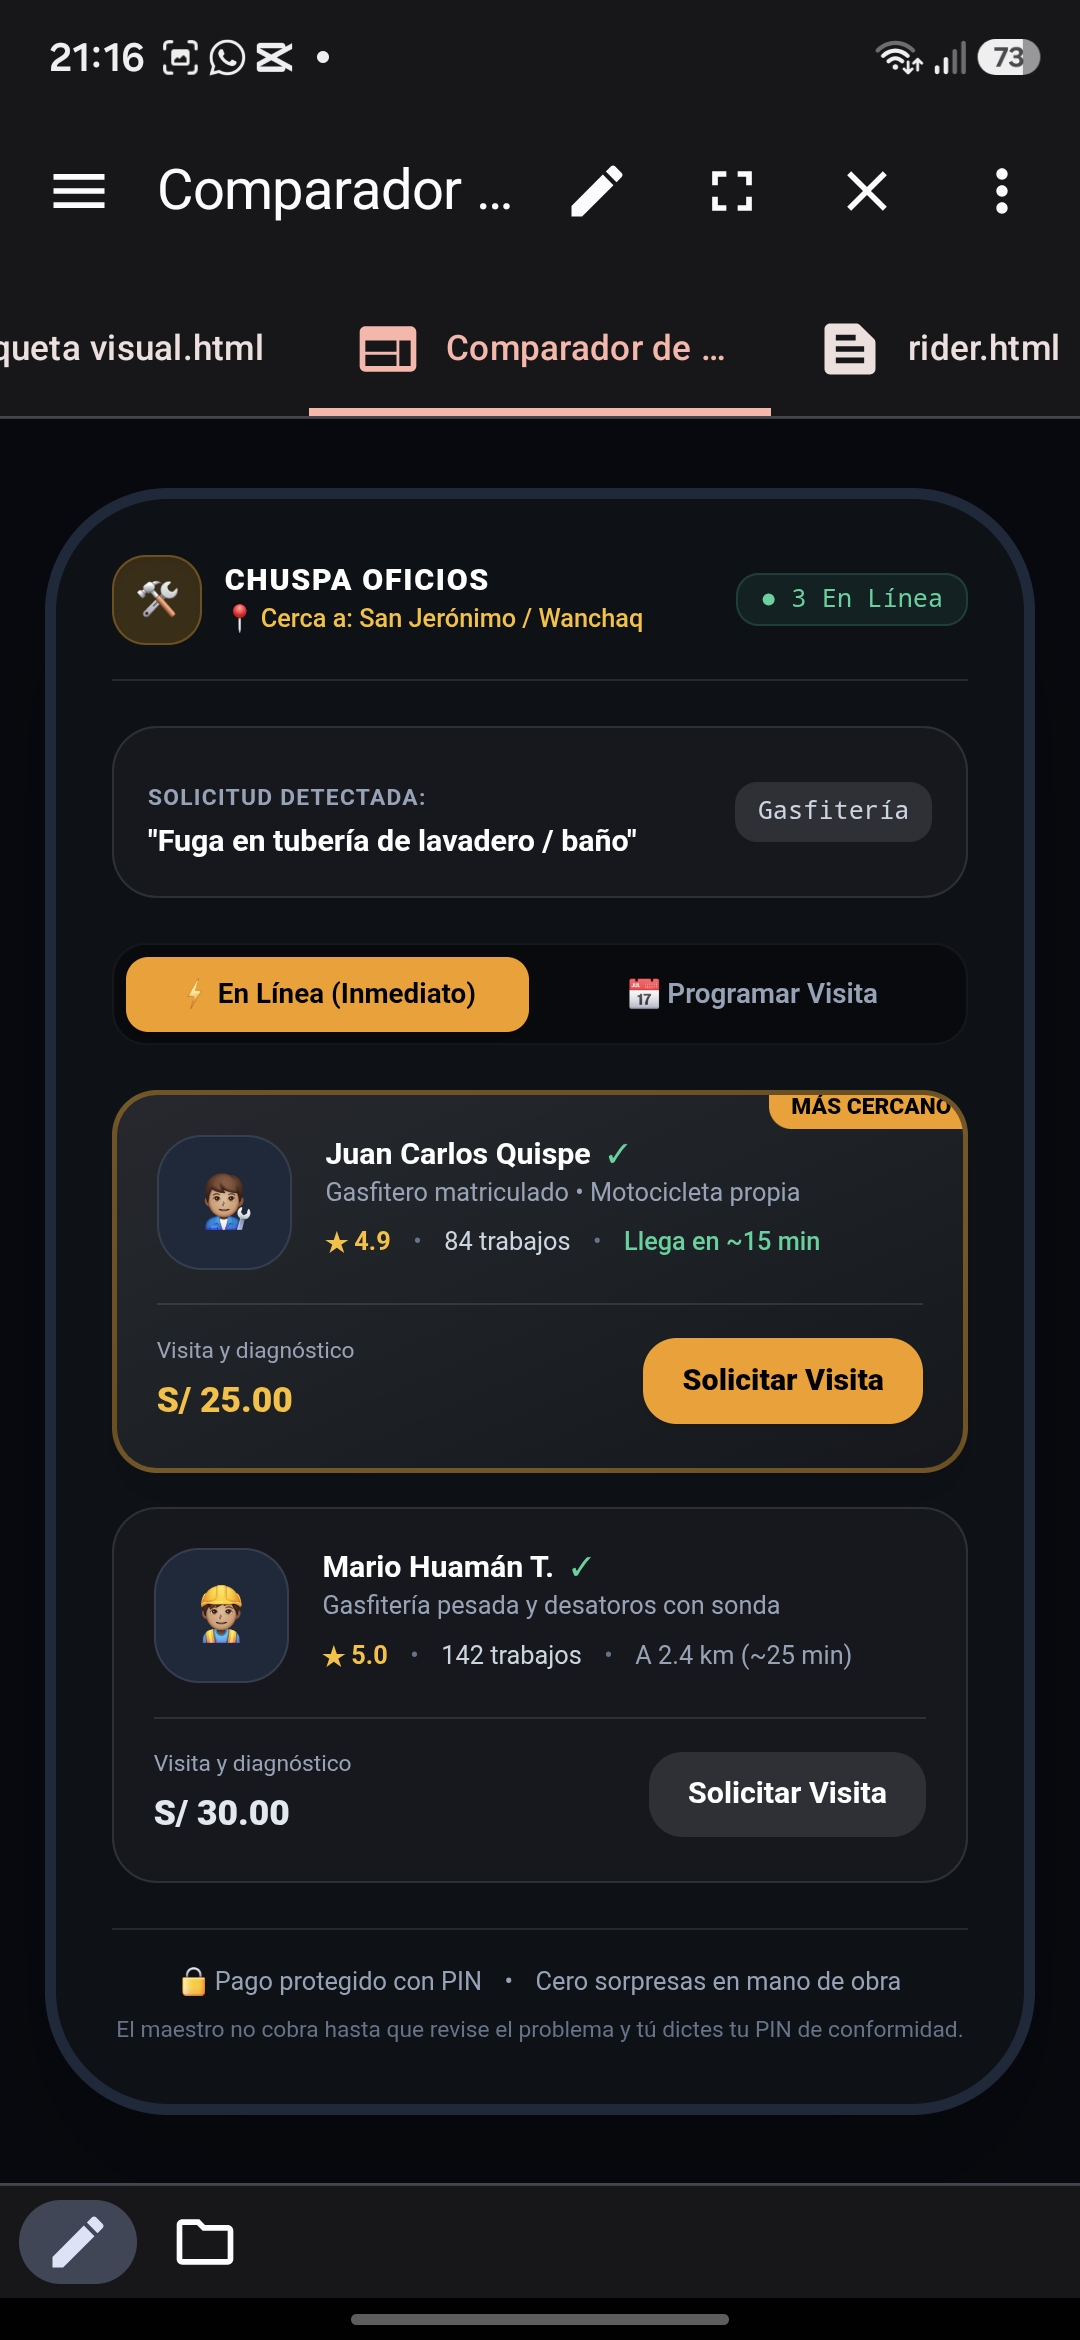 21:16
73
Comparador ...
queta visual.html
Comparador de ...
rider.html
CHUSPA OFICIOS
Cerca a: San Jerónimo / Wanchaq
● 3 En Línea
SOLICITUD DETECTADA:
"Fuga en tubería de lavadero / baño"
Gasfitería
En Línea (Inmediato)
Programar Visita
MÁS CERCANO
Juan Carlos Quispe ✓
Gasfitero matriculado • Motocicleta propia
★ 4.9 • 84 trabajos • Llega en ~15 min
Visita y diagnóstico
S/ 25.00
Solicitar Visita
Mario Huamán T. ✓
Gasfitería pesada y desatoros con sonda
★ 5.0 • 142 trabajos • A 2.4 km (~25 min)
Visita y diagnóstico
S/ 30.00
Solicitar Visita
Pago protegido con PIN • Cero sorpresas en mano de obra
El maestro no cobra hasta que revise el problema y tú dictes tu PIN de conformidad.